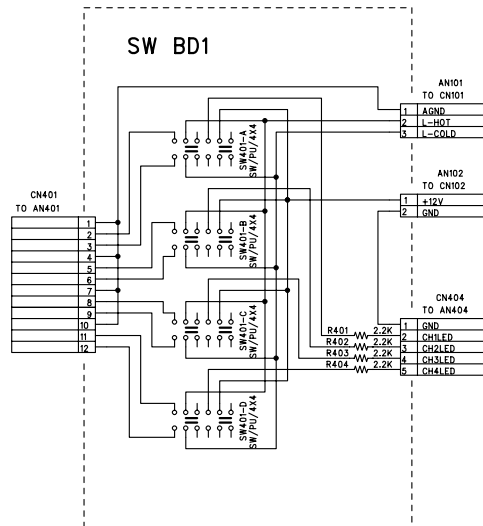 SW BD1
AN101
TO CN101
1 AGND
2 L-HOT
3 L-COLD
AN102
TO CN102
1 +12V
2 GND
CN401
TO AN401
1
2
3
4
5
6
7
8
9
10
11
12
SW401-A
SW/PU/4X4
SW401-B
SW/PU/4X4
SW401-C
SW/PU/4X4
SW401-D
SW/PU/4X4
CN404
TO AN404
1 GND
R401 2.2K 2 CH1LED
R402 2.2K 3 CH2LED
R403 2.2K 4 CH3LED
R404 2.2K 5 CH4LED